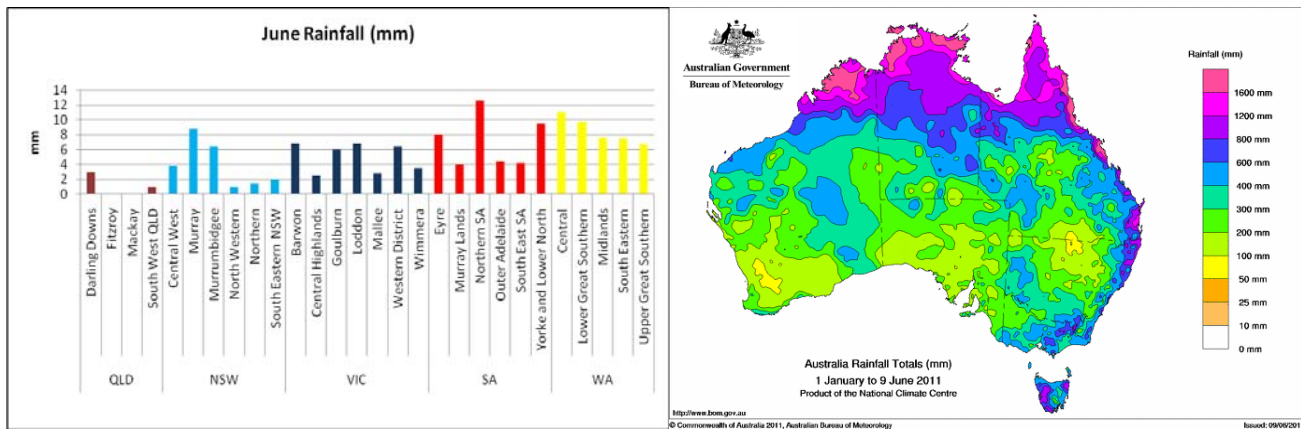 June Rainfall (mm)
mm
14
12
10
8
6
4
2
0
Darling Downs
Fitzroy
Mackay
South West QLD
Central West
Murray
Murrumbidgee
North Western
Northern
South Eastern NSW
Barwon
Central Highlands
Goulburn
Loddon
Mallee
Western District
Wimmera
Eyre
Murray Lands
Northern SA
Outer Adelaide
South East SA
Yorke and Lower North
Central
Lower Great Southern
Midlands
South Eastern
Upper Great Southern
QLD
NSW
VIC
SA
WA
Australian Government
Bureau of Meteorology
Rainfall (mm)
1600 mm
1200 mm
800 mm
600 mm
400 mm
300 mm
200 mm
100 mm
50 mm
25 mm
10 mm
0 mm
Australia Rainfall Totals (mm)
1 January to 9 June 2011
Product of the National Climate Centre
http://www.bom.gov.au
© Commonwealth of Australia 2011, Australian Bureau of Meteorology
Issued: 09/06/201